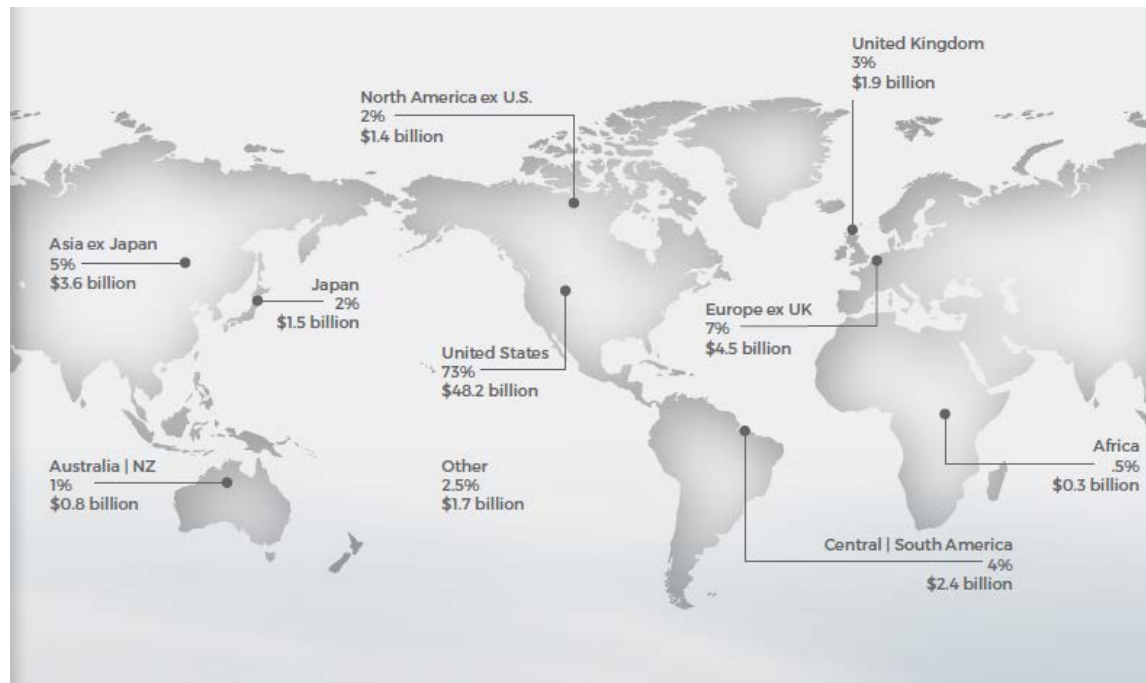 United Kingdom
3%
$1.9 billion
North America ex U.S.
2%
$1.4 billion
Asia ex Japan
5%
$3.6 billion
Japan
2%
$1.5 billion
Europe ex UK
7%
$4.5 billion
United States
73%
$48.2 billion
Africa
.5%
$0.3 billion
Australia | NZ
1%
$0.8 billion
Other
2.5%
$1.7 billion
Central | South America
4%
$2.4 billion